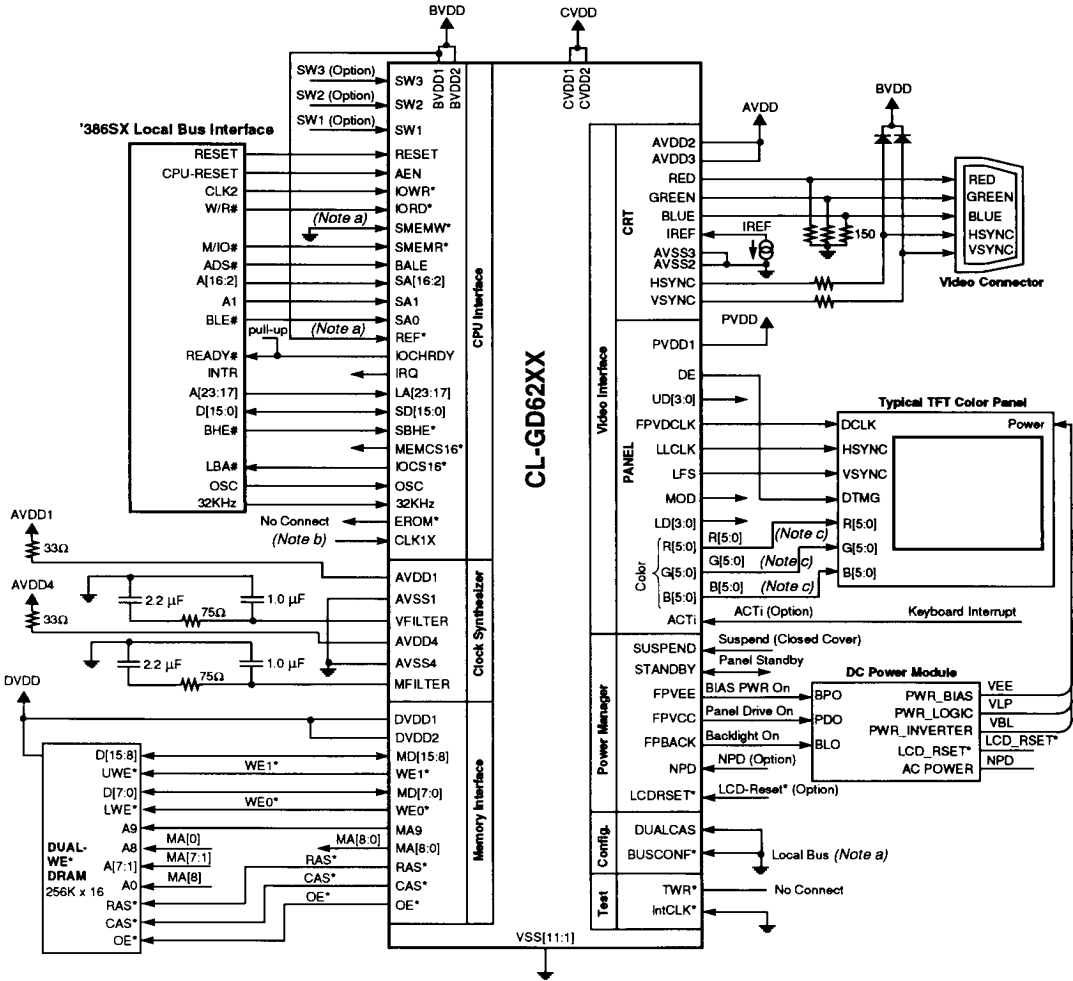 BVDD
CVDD
SW3 (Option)
SW2 (Option)
SW1 (Option)
SW3
SW2
SW1
BVDD1
BVDD2
CVDD1
CVDD2
'386SX Local Bus Interface
RESET
CPU-RESET
CLK2
W/R#
M/IO#
ADS#
A[16:2]
A1
BLE#
READY#
INTR
A[23:17]
D[15:0]
BHE#
LBA#
OSC
32KHz
(Note a)
(Note a)
pull-up
No Connect
(Note b)
RESET
AEN
IOWR*
IORD*
SMEMW*
SMEMR*
BALE
SA[16:2]
SA1
SA0
REF*
IOCHRDY
IRQ
LA[23:17]
SD[15:0]
SBHE*
MEMCS16*
IOCS16*
OSC
32KHz
EROM*
CLK1X
CPU Interface
AVDD1
33Ω
AVDD4
33Ω
2.2 µF
75Ω
1.0 µF
2.2 µF
75Ω
1.0 µF
AVDD1
AVSS1
VFILTER
AVDD4
AVSS4
MFILTER
Clock Synthesizer
DVDD
DVDD1
DVDD2
MD[15:8]
WE1*
MD[7:0]
WE0*
MA9
MA[8:0]
RAS*
CAS*
OE*
Memory Interface
D[15:8]
UWE*
D[7:0]
LWE*
A9
A8
A[7:1]
A0
RAS*
CAS*
OE*
DUAL-
WE*
DRAM
256K x 16
WE1*
WE0*
MA[0]
MA[7:1]
MA[8]
MA[8:0]
RAS*
CAS*
OE*
CL-GD62XX
VSS[11:1]
Video Interface
CRT
AVDD2
AVDD3
RED
GREEN
BLUE
IREF
AVSS3
AVSS2
HSYNC
VSYNC
AVDD
IREF
150
BVDD
RED
GREEN
BLUE
HSYNC
VSYNC
Video Connector
PANEL
PVDD
PVDD1
DE
UD[3:0]
FPVDCLK
LLCLK
LFS
MOD
LD[3:0]
Color
R[5:0]
G[5:0]
B[5:0]
ACTi
R[5:0]
(Note c)
G[5:0]
(Note c)
B[5:0]
(Note c)
ACTi (Option)
Keyboard Interrupt
Typical TFT Color Panel
DCLK
Power
HSYNC
VSYNC
DTMG
R[5:0]
G[5:0]
B[5:0]
Power Manager
SUSPEND
STANDBY
FPVEE
FPVCC
FPBACK
NPD
LCDRSET*
Suspend (Closed Cover)
Panel Standby
BIAS PWR On
Panel Drive On
Backlight On
NPD (Option)
LCD-Reset* (Option)
DC Power Module
BPO
PDO
BLO
PWR_BIAS
PWR_LOGIC
PWR_INVERTER
LCD_RSET*
AC POWER
VEE
VLP
VBL
LCD_RSET*
NPD
Config.
DUALCAS
BUSCONF*
Local Bus (Note a)
Test
TWR*
IntCLK*
No Connect